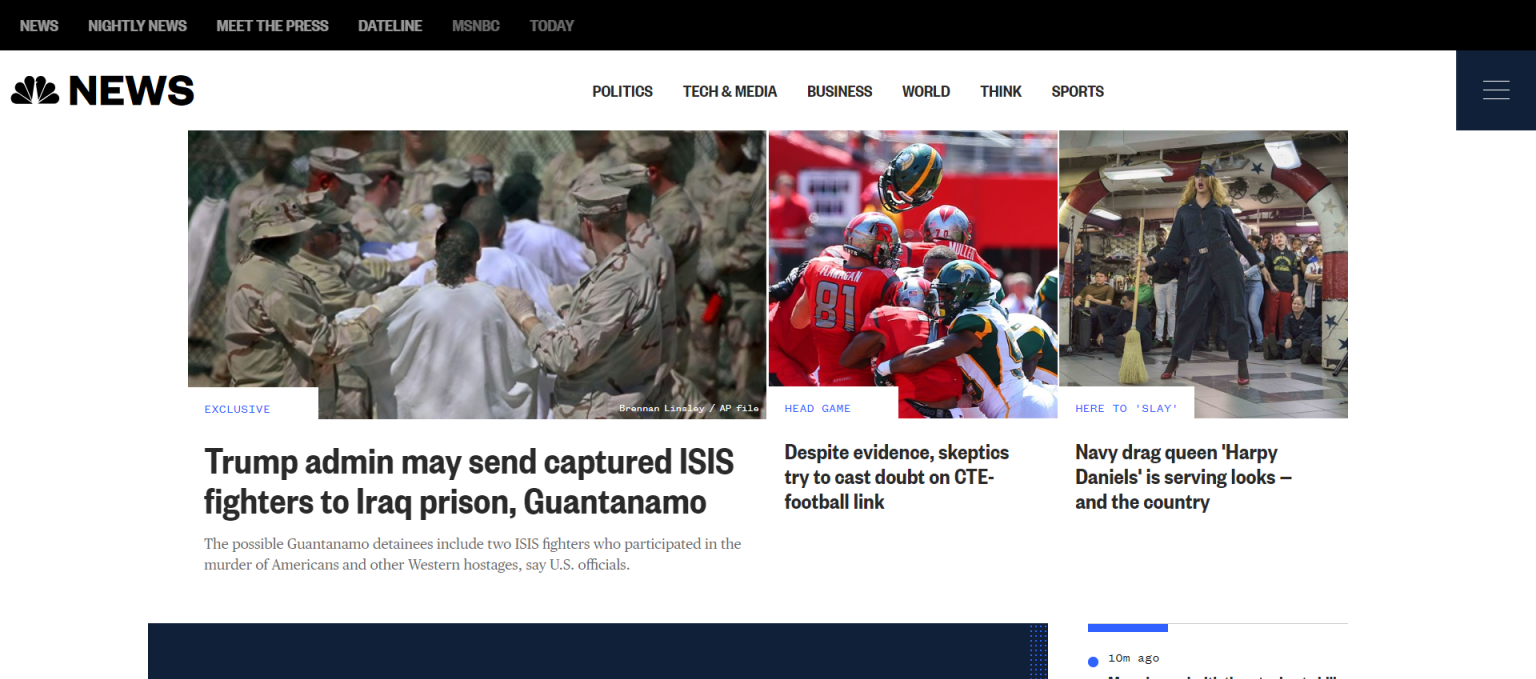 NEWS NIGHTLY NEWS MEET THE PRESS DATELINE MSNBC TODAY
NEWS
POLITICS TECH & MEDIA BUSINESS WORLD THINK SPORTS
FLANAGAN
81
MILLER
70
Brennan Linsley / AP file
EXCLUSIVE
Trump admin may send captured ISIS
fighters to Iraq prison, Guantanamo
The possible Guantanamo detainees include two ISIS fighters who participated in the
murder of Americans and other Western hostages, say U.S. officials.
HEAD GAME
Despite evidence, skeptics
try to cast doubt on CTE-
football link
HERE TO 'SLAY'
Navy drag queen 'Harpy
Daniels' is serving looks —
and the country
10m ago